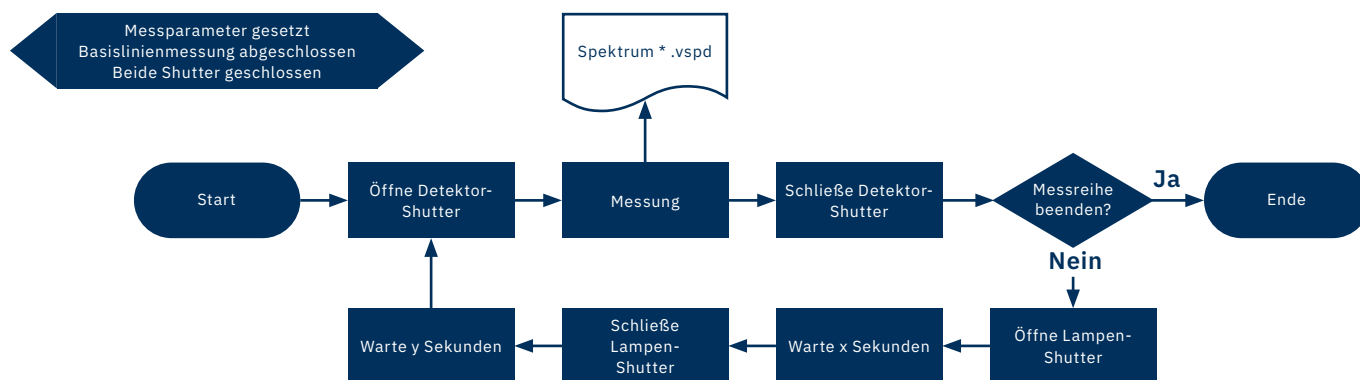 Messparameter gesetzt
Basislinienmessung abgeschlossen
Beide Shutter geschlossen
Spektrum * .vspd
Start
Öffne Detektor-
Shutter
Messung
Schließe Detektor-
Shutter
Messreihe
beenden?
Ja
Ende
Nein
Öffne Lampen-
Shutter
Warte x Sekunden
Schließe
Lampen-
Shutter
Warte y Sekunden